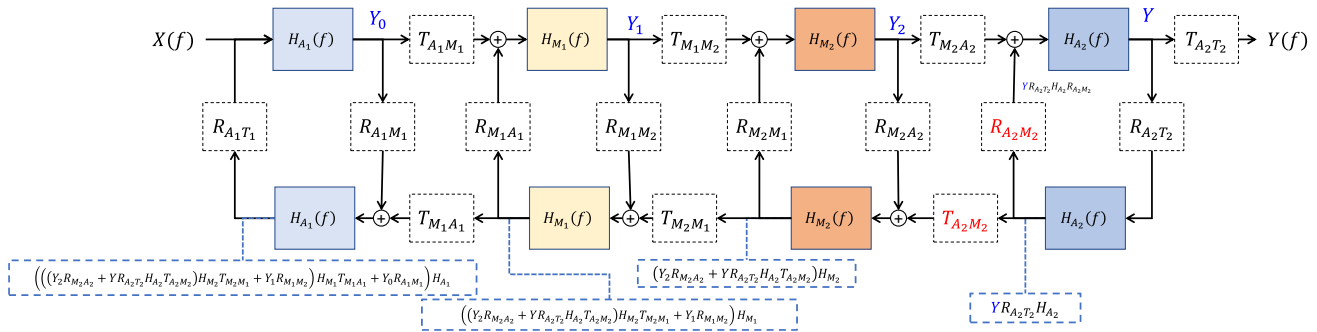 X(f) H_{A_1}(f) Y_0 T_{A_1M_1} + H_{M_1}(f) Y_1 T_{M_1M_2} + H_{M_2}(f) Y_2 T_{M_2A_2} + H_{A_2}(f) Y T_{A_2T_2} Y(f)
YR_{A_2T_2}H_{A_2}R_{A_2M_2}
R_{A_1T_1} R_{A_1M_1} R_{M_1A_1} R_{M_1M_2} R_{M_2M_1} R_{M_2A_2} R_{A_2M_2} R_{A_2T_2}
H_{A_1}(f) + T_{M_1A_1} H_{M_1}(f) + T_{M_2M_1} H_{M_2}(f) + T_{A_2M_2} H_{A_2}(f)
(((Y_2R_{M_2A_2} + YR_{A_2T_2}H_{A_2}T_{A_2M_2})H_{M_2}T_{M_2M_1} + Y_1R_{M_1M_2})H_{M_1}T_{M_1A_1} + Y_0R_{A_1M_1})H_{A_1}
(Y_2R_{M_2A_2} + YR_{A_2T_2}H_{A_2}T_{A_2M_2})H_{M_2}
((Y_2R_{M_2A_2} + YR_{A_2T_2}H_{A_2}T_{A_2M_2})H_{M_2}T_{M_2M_1} + Y_1R_{M_1M_2})H_{M_1}
YR_{A_2T_2}H_{A_2}